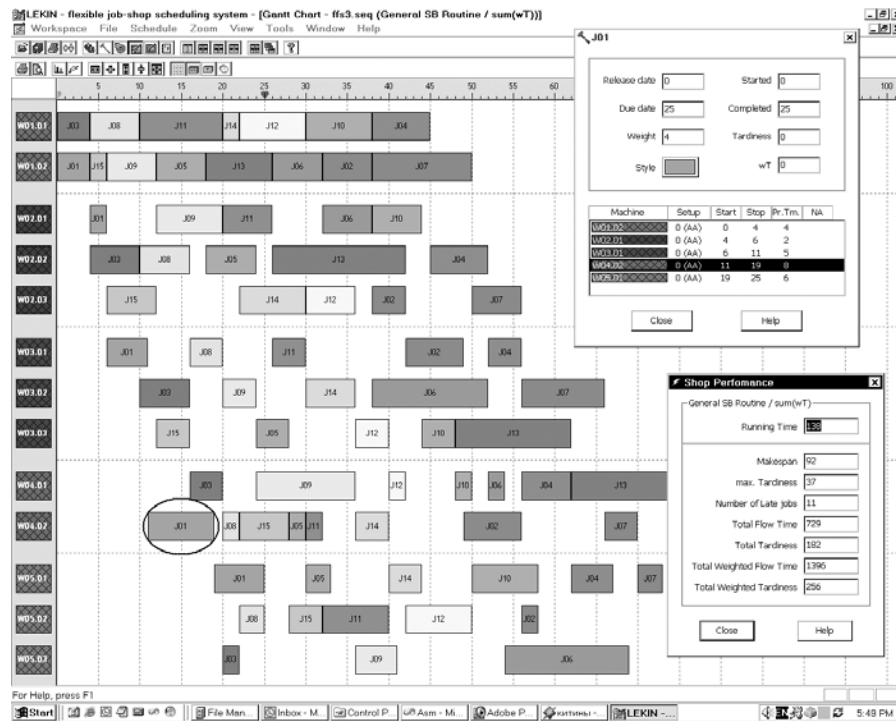 LEKIN - flexible job-shop scheduling system - [Gantt Chart - ffs3.seq (General SB Routine / sum(wT))]
Workspace File Schedule Zoom View Tools Window Help
5 10 15 20 25 30 35 40 45 50 55 60 100
W01.01 J03 J08 J11 J14 J12 J10 J04
W01.02 J01 J15 J09 J05 J13 J06 J02 J07
W02.01 J01 J09 J11 J06 J10
W02.02 J03 J08 J05 J13 J04
W02.03 J15 J14 J12 J02 J07
W03.01 J01 J08 J11 J02 J04
W03.02 J03 J09 J14 J06 J07
W03.03 J15 J05 J12 J10 J13
W04.01 J03 J09 J12 J10 J06 J04 J13
W04.02 J01 J08 J15 J05 J11 J14 J02 J07
W05.01 J01 J03 J14 J10 J04 J07
W05.02 J08 J15 J11 J12 J02
W05.03 J03 J09 J06
J01
Release date 0 Started 0
Due date 25 Completed 25
Weight 4 Tardiness 0
Style wT 0
Machine Setup Start Stop Pr.Tm. NA
W01.02 0 (AA) 0 4 4
W02.01 0 (AA) 4 6 2
W03.01 0 (AA) 6 11 5
W04.02 0 (AA) 11 19 8
W05.01 0 (AA) 19 25 6
Close Help
Shop Perfomance
General SB Routine / sum(wT)
Running Time 138
Makespan 92
max. Tardiness 37
Number of Late jobs 11
Total Flow Time 729
Total Tardiness 182
Total Weighted Flow Time 1396
Total Weighted Tardiness 256
Close Help
For Help, press F1
Start File Man... Inbox - M... Control P... Asm - Mi... Adobe P... китины -... LEKIN -... 5:49 PM